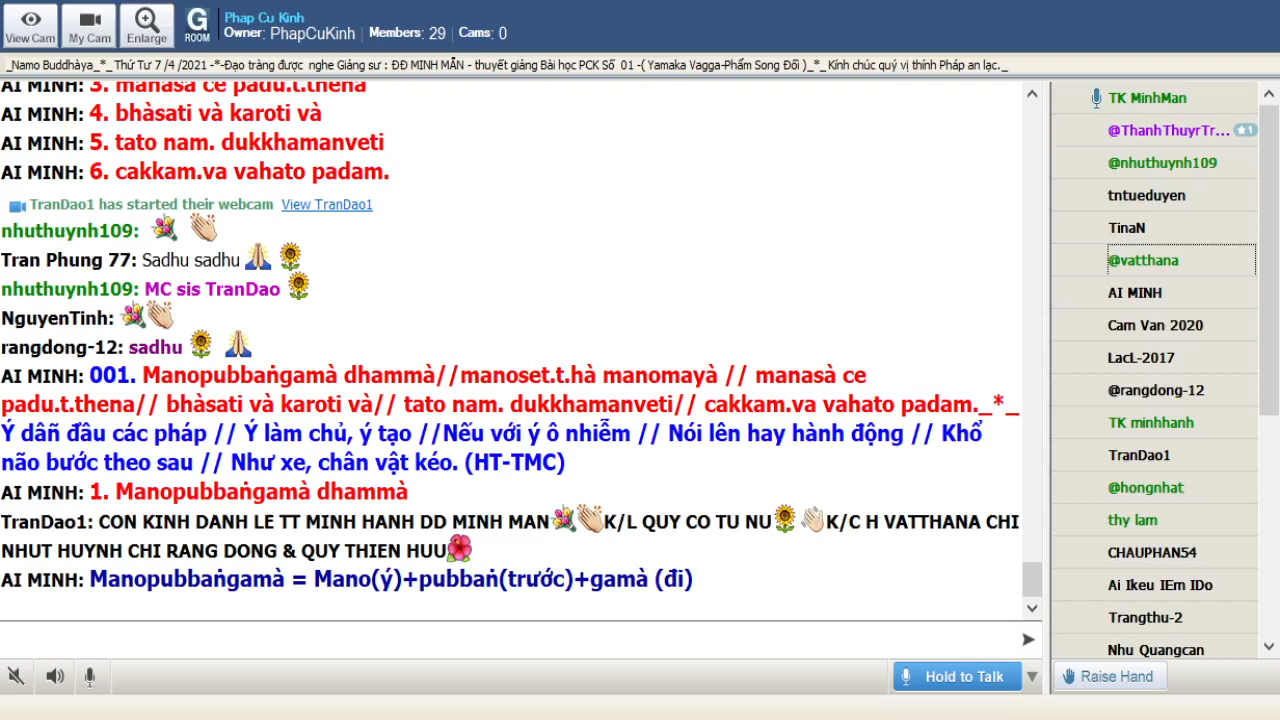 View Cam
My Cam
Enlarge
G
ROOM
Phap Cu Kinh
Owner: PhapCuKinh | Members: 29 | Cams: 0
_Namo Buddhàya_*_ Thứ Tư 7 /4 /2021 -*-Đạo tràng được nghe Giảng sư : ĐĐ MINH MẪN - thuyết giảng Bài học PCK Số 01 -( Yamaka Vagga-Phẩm Song Đối )_*_ Kính chúc quý vị thính Pháp an lạc._
AI MINH: 3. manasà ce padu.t.thena
AI MINH: 4. bhàsati và karoti và
AI MINH: 5. tato nam. dukkhamanveti
AI MINH: 6. cakkam.va vahato padam.
TranDao1 has started their webcam View TranDao1
nhuthuynh109: 💐 👏
Tran Phung 77: Sadhu sadhu 🙏 🌻
nhuthuynh109: MC sis TranDao 🌻
NguyenTinh: 💐👏
rangdong-12: sadhu 🌻 🙏
AI MINH: 001. Manopubbaṅgamà dhammà//manoset.t.hà manomayà // manasà ce
padu.t.thena// bhàsati và karoti và// tato nam. dukkhamanveti// cakkam.va vahato padam._*_
Ý dẫn đầu các pháp // Ý làm chủ, ý tạo //Nếu với ý ô nhiễm // Nói lên hay hành động // Khổ
não bước theo sau // Như xe, chân vật kéo. (HT-TMC)
AI MINH: 1. Manopubbaṅgamà dhammà
TranDao1: CON KINH DANH LE TT MINH HANH DD MINH MAN💐👏K/L QUY CO TU NU🌻👏K/C H VATTHANA CHI
NHUT HUYNH CHI RANG DONG & QUY THIEN HUU🌺
AI MINH: Manopubbaṅgamà = Mano(ý)+pubbaṅ(trước)+gamà (đi)
Hold to Talk
TK MinhMan
@ThanhThuyrTr... ★1
@nhuthuynh109
tntueduyen
TinaN
@vatthana
AI MINH
Cam Van 2020
LacL-2017
@rangdong-12
TK minhhanh
TranDao1
@hongnhat
thy lam
CHAUPHAN54
Ai Ikeu IEm IDo
Trangthu-2
Nhu Quangcan
Raise Hand